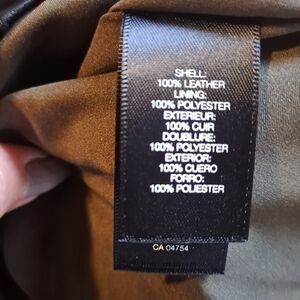 SHELL:
100% LEATHER
LINING:
100% POLYESTER
EXTERIEUR:
100% CUIR
DOUBLURE:
100% POLYESTER
EXTERIOR:
100% CUERO
FORRO:
100% POLIESTER
CA 04754